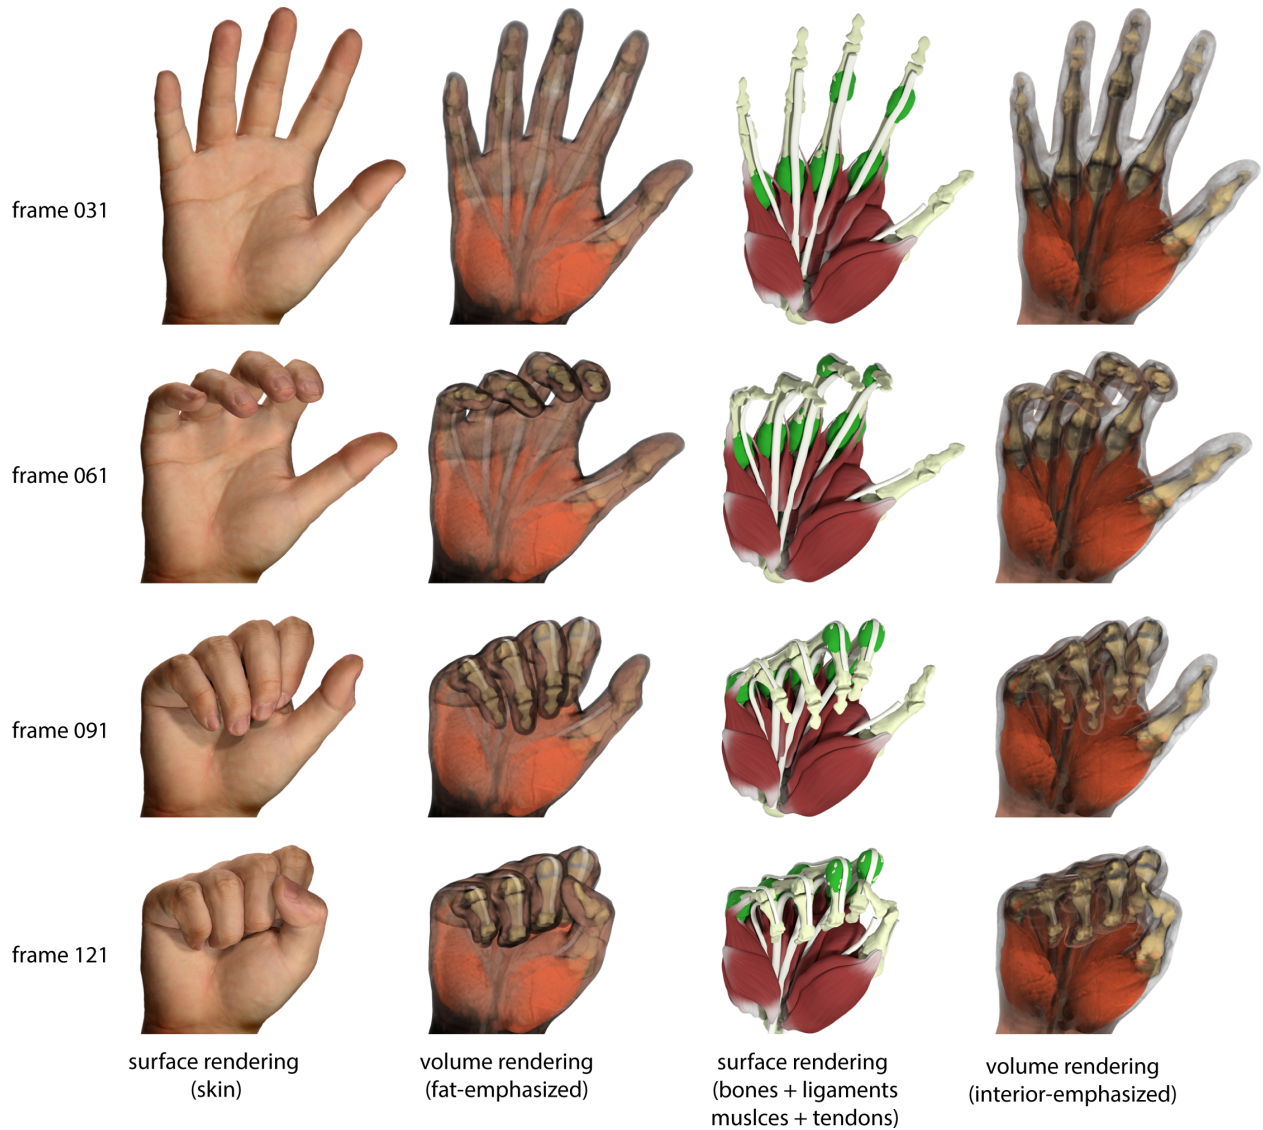 frame 031
frame 061
frame 091
frame 121
surface rendering
(skin)
volume rendering
(fat-emphasized)
surface rendering
(bones + ligaments
muslces + tendons)
volume rendering
(interior-emphasized)